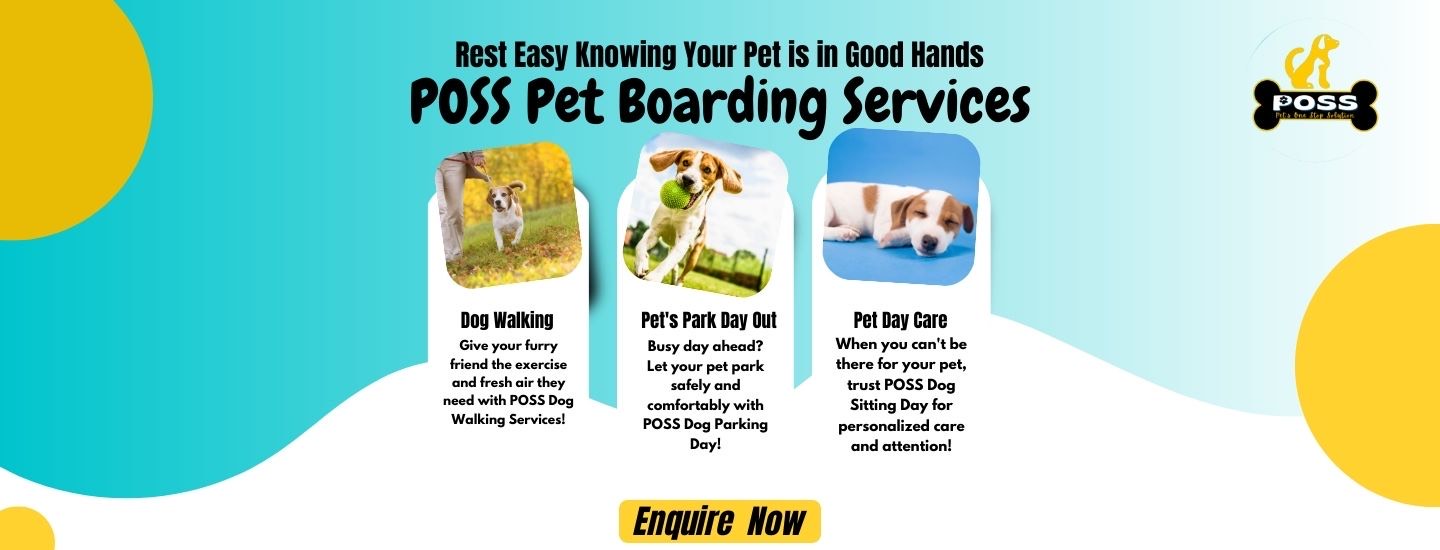 Rest Easy Knowing Your Pet is in Good Hands
POSS Pet Boarding Services
POSS
Pet's One Stop Solution
Dog Walking
Give your furry
friend the exercise
and fresh air they
need with POSS Dog
Walking Services!
Pet's Park Day Out
Busy day ahead?
Let your pet park
safely and
comfortably with
POSS Dog Parking
Day!
Pet Day Care
When you can't be
there for your pet,
trust POSS Dog
Sitting Day for
personalized care
and attention!
Enquire Now